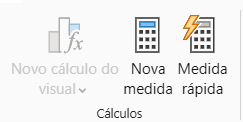 Novo cálculo do
visual
Nova
medida
Medida
rápida
Cálculos